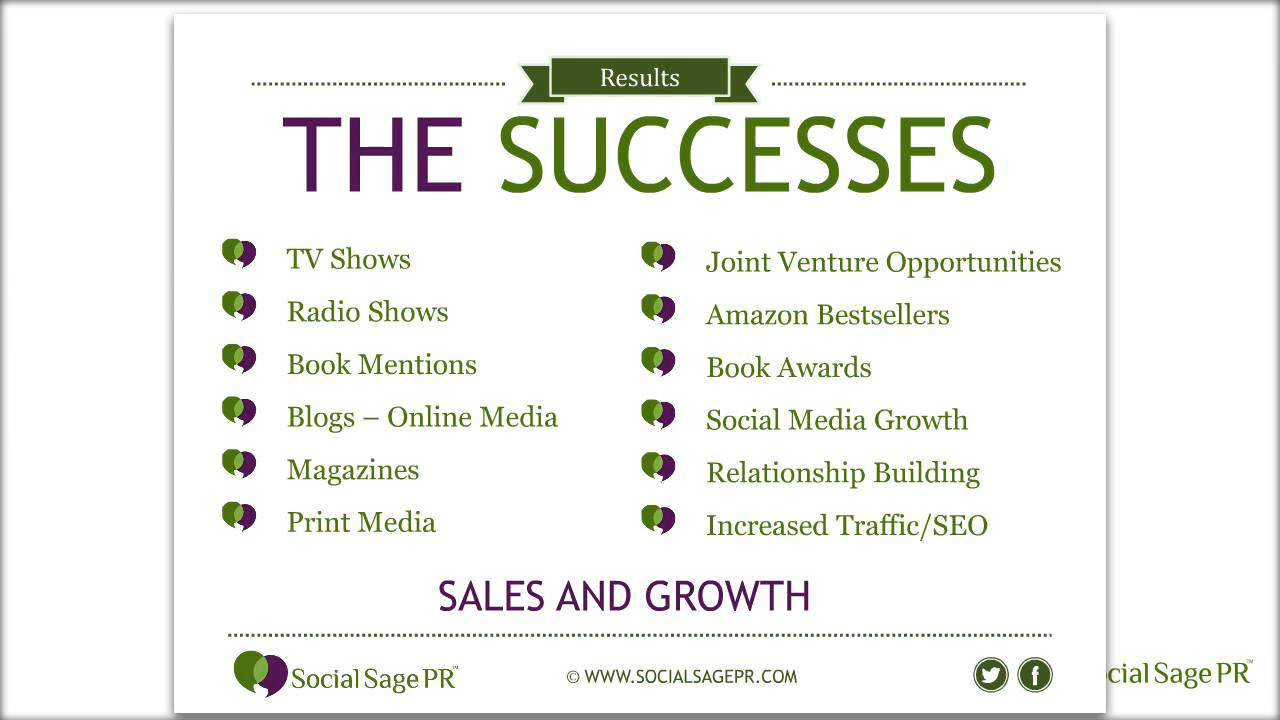 Results
THE SUCCESSES
TV Shows
Radio Shows
Book Mentions
Blogs – Online Media
Magazines
Print Media
Joint Venture Opportunities
Amazon Bestsellers
Book Awards
Social Media Growth
Relationship Building
Increased Traffic/SEO
SALES AND GROWTH
Social Sage PR™
© WWW.SOCIALSAGEPR.COM
cial Sage PR™